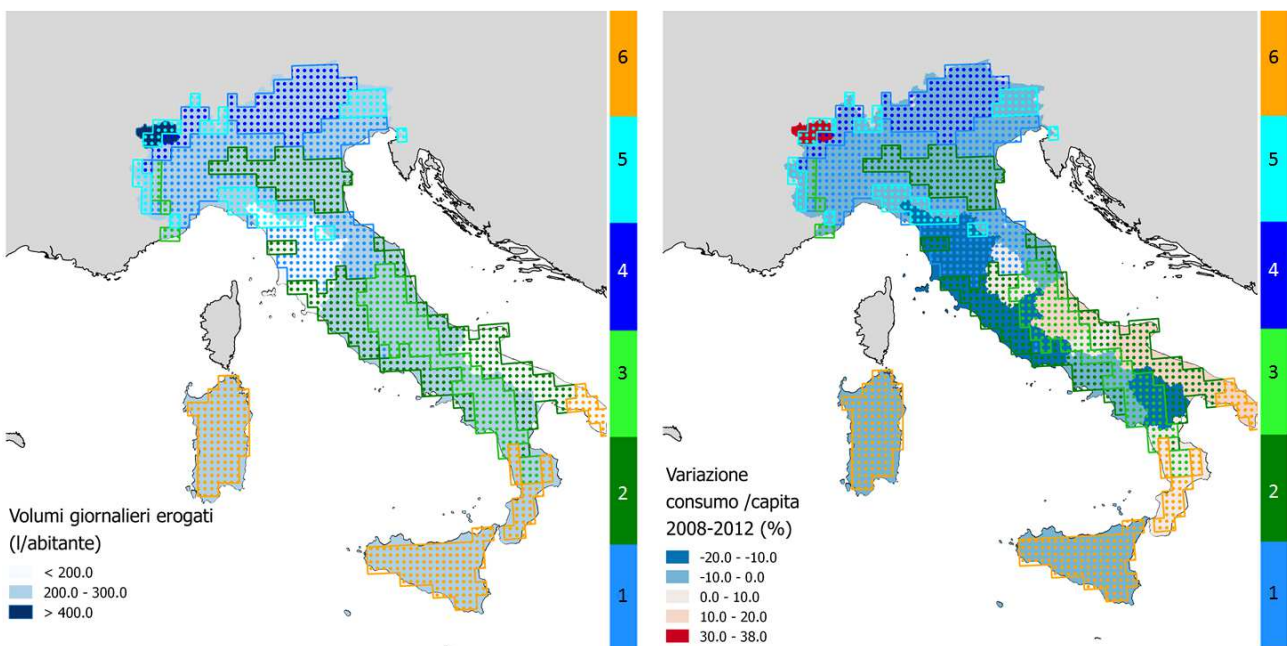 6
5
4
3
2
1
Volumi giornalieri erogati
(l/abitante)
< 200.0
200.0 - 300.0
> 400.0
6
5
4
3
2
1
Variazione
consumo /capita
2008-2012 (%)
-20.0 - -10.0
-10.0 - 0.0
0.0 - 10.0
10.0 - 20.0
30.0 - 38.0